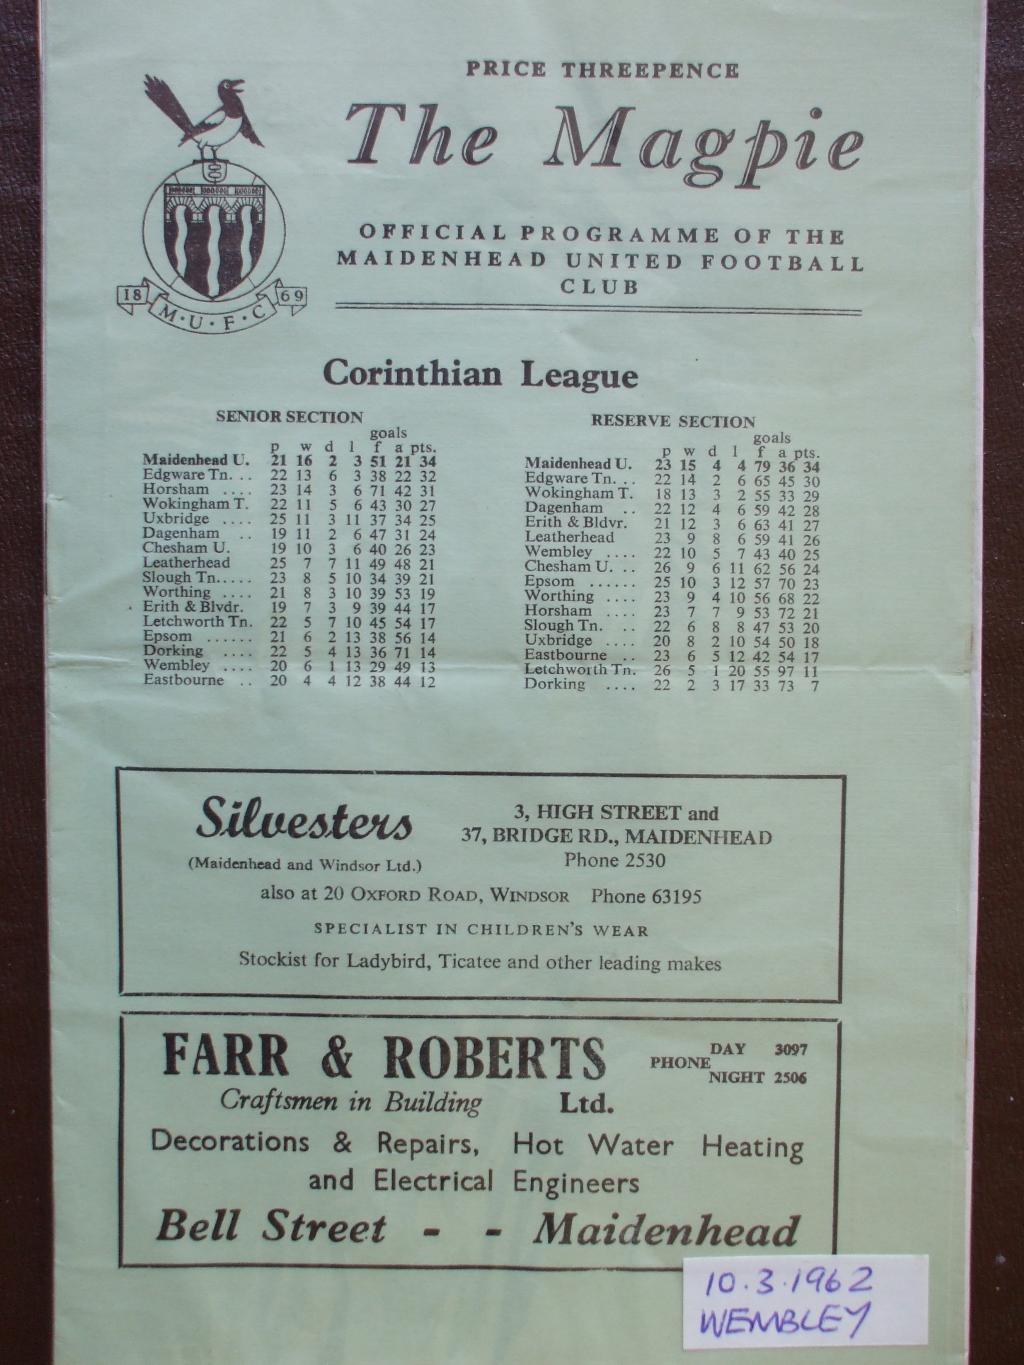 PRICE THREEPENCE
The Magpie
OFFICIAL PROGRAMME OF THE
MAIDENHEAD UNITED FOOTBALL
CLUB
18 69
M·U·F·C
Corinthian League
SENIOR SECTION
goals
p w d l f a pts.
Maidenhead U. 21 16 2 3 51 21 34
Edgware Tn. .. 22 13 6 3 38 22 32
Horsham .... 23 14 3 6 71 42 31
Wokingham T. 22 11 5 6 43 30 27
Uxbridge .... 25 11 3 11 37 34 25
Dagenham .. 19 11 2 6 47 31 24
Chesham U. 19 10 3 6 40 26 23
Leatherhead 25 7 7 11 49 48 21
Slough Tn..... 23 8 5 10 34 39 21
Worthing .... 21 8 3 10 39 53 19
Erith & Blvdr. 19 7 3 9 39 44 17
Letchworth Tn. 22 5 7 10 45 54 17
Epsom ...... 21 6 2 13 38 56 14
Dorking .... 22 5 4 13 36 71 14
Wembley .... 20 6 1 13 29 49 13
Eastbourne .. 20 4 4 12 38 44 12
RESERVE SECTION
goals
p w d l f a pts.
Maidenhead U. 23 15 4 4 79 36 34
Edgware Tn. .. 22 14 2 6 65 45 30
Wokingham T. 18 13 3 2 55 33 29
Dagenham .. 22 12 4 6 59 42 28
Erith & Bldvr. 21 12 3 6 63 41 27
Leatherhead 23 9 8 6 59 41 26
Wembley .... 22 10 5 7 43 40 25
Chesham U. .. 26 9 6 11 62 56 24
Epsom ...... 25 10 3 12 57 70 23
Worthing .... 23 9 4 10 56 68 22
Horsham .... 23 7 7 9 53 72 21
Slough Tn. .. 22 6 8 8 47 53 20
Uxbridge .... 20 8 2 10 54 50 18
Eastbourne .. 23 6 5 12 42 54 17
Letchworth Tn. 26 5 1 20 55 97 11
Dorking .... 22 2 3 17 33 73 7
Silvesters
(Maidenhead and Windsor Ltd.)
3, HIGH STREET and
37, BRIDGE RD., MAIDENHEAD
Phone 2530
also at 20 OXFORD ROAD, WINDSOR Phone 63195
SPECIALIST IN CHILDREN'S WEAR
Stockist for Ladybird, Ticatee and other leading makes
FARR & ROBERTS
Craftsmen in Building Ltd.
PHONE DAY 3097
NIGHT 2506
Decorations & Repairs, Hot Water Heating
and Electrical Engineers
Bell Street - - Maidenhead
10.3.1962
WEMBLEY